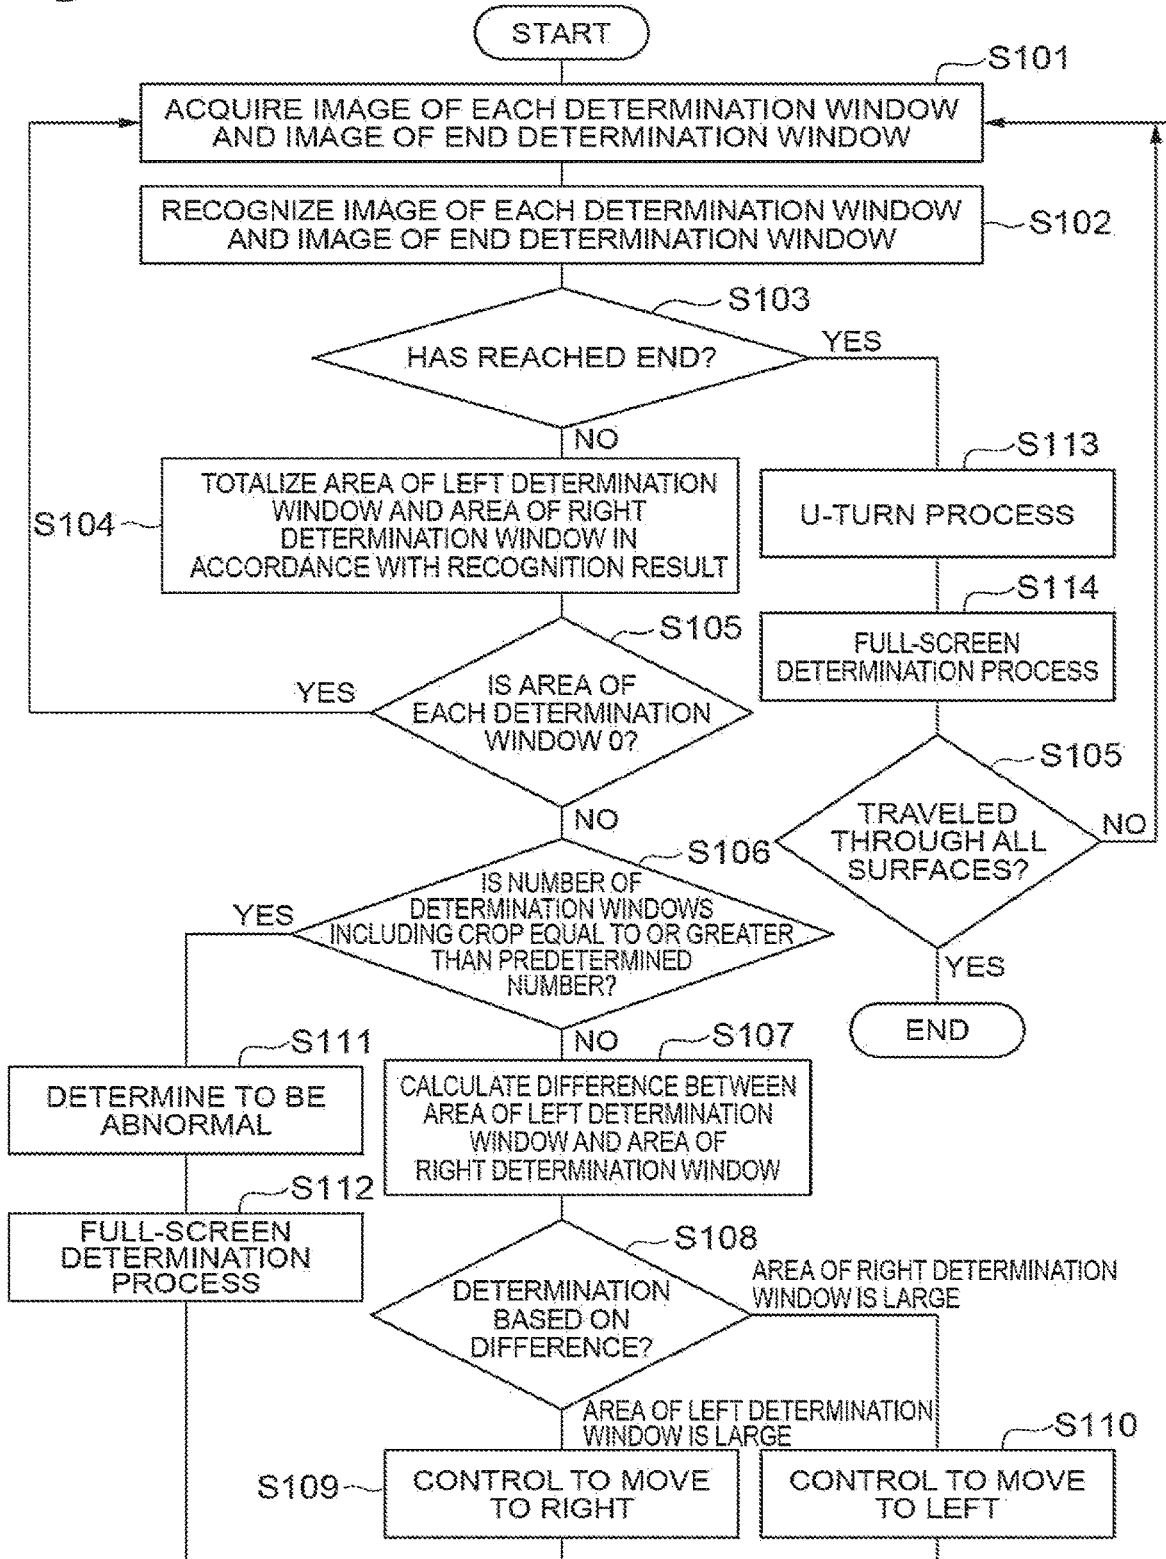 START
S101
ACQUIRE IMAGE OF EACH DETERMINATION WINDOW
AND IMAGE OF END DETERMINATION WINDOW
RECOGNIZE IMAGE OF EACH DETERMINATION WINDOW
AND IMAGE OF END DETERMINATION WINDOW
S102
S103
HAS REACHED END?
YES
NO
S104
TOTALIZE AREA OF LEFT DETERMINATION
WINDOW AND AREA OF RIGHT
DETERMINATION WINDOW IN
ACCORDANCE WITH RECOGNITION RESULT
S113
U-TURN PROCESS
S114
FULL-SCREEN
DETERMINATION PROCESS
S105
YES
IS AREA OF
EACH DETERMINATION
WINDOW 0?
NO
S105
TRAVELED
THROUGH ALL
SURFACES?
NO
YES
END
S106
YES
IS NUMBER OF
DETERMINATION WINDOWS
INCLUDING CROP EQUAL TO OR GREATER
THAN PREDETERMINED
NUMBER?
NO
S111
DETERMINE TO BE
ABNORMAL
S112
FULL-SCREEN
DETERMINATION
PROCESS
S107
CALCULATE DIFFERENCE BETWEEN
AREA OF LEFT DETERMINATION
WINDOW AND AREA OF
RIGHT DETERMINATION WINDOW
S108
DETERMINATION
BASED ON
DIFFERENCE?
AREA OF RIGHT DETERMINATION
WINDOW IS LARGE
AREA OF LEFT DETERMINATION
WINDOW IS LARGE
S109
CONTROL TO MOVE
TO RIGHT
S110
CONTROL TO MOVE
TO LEFT